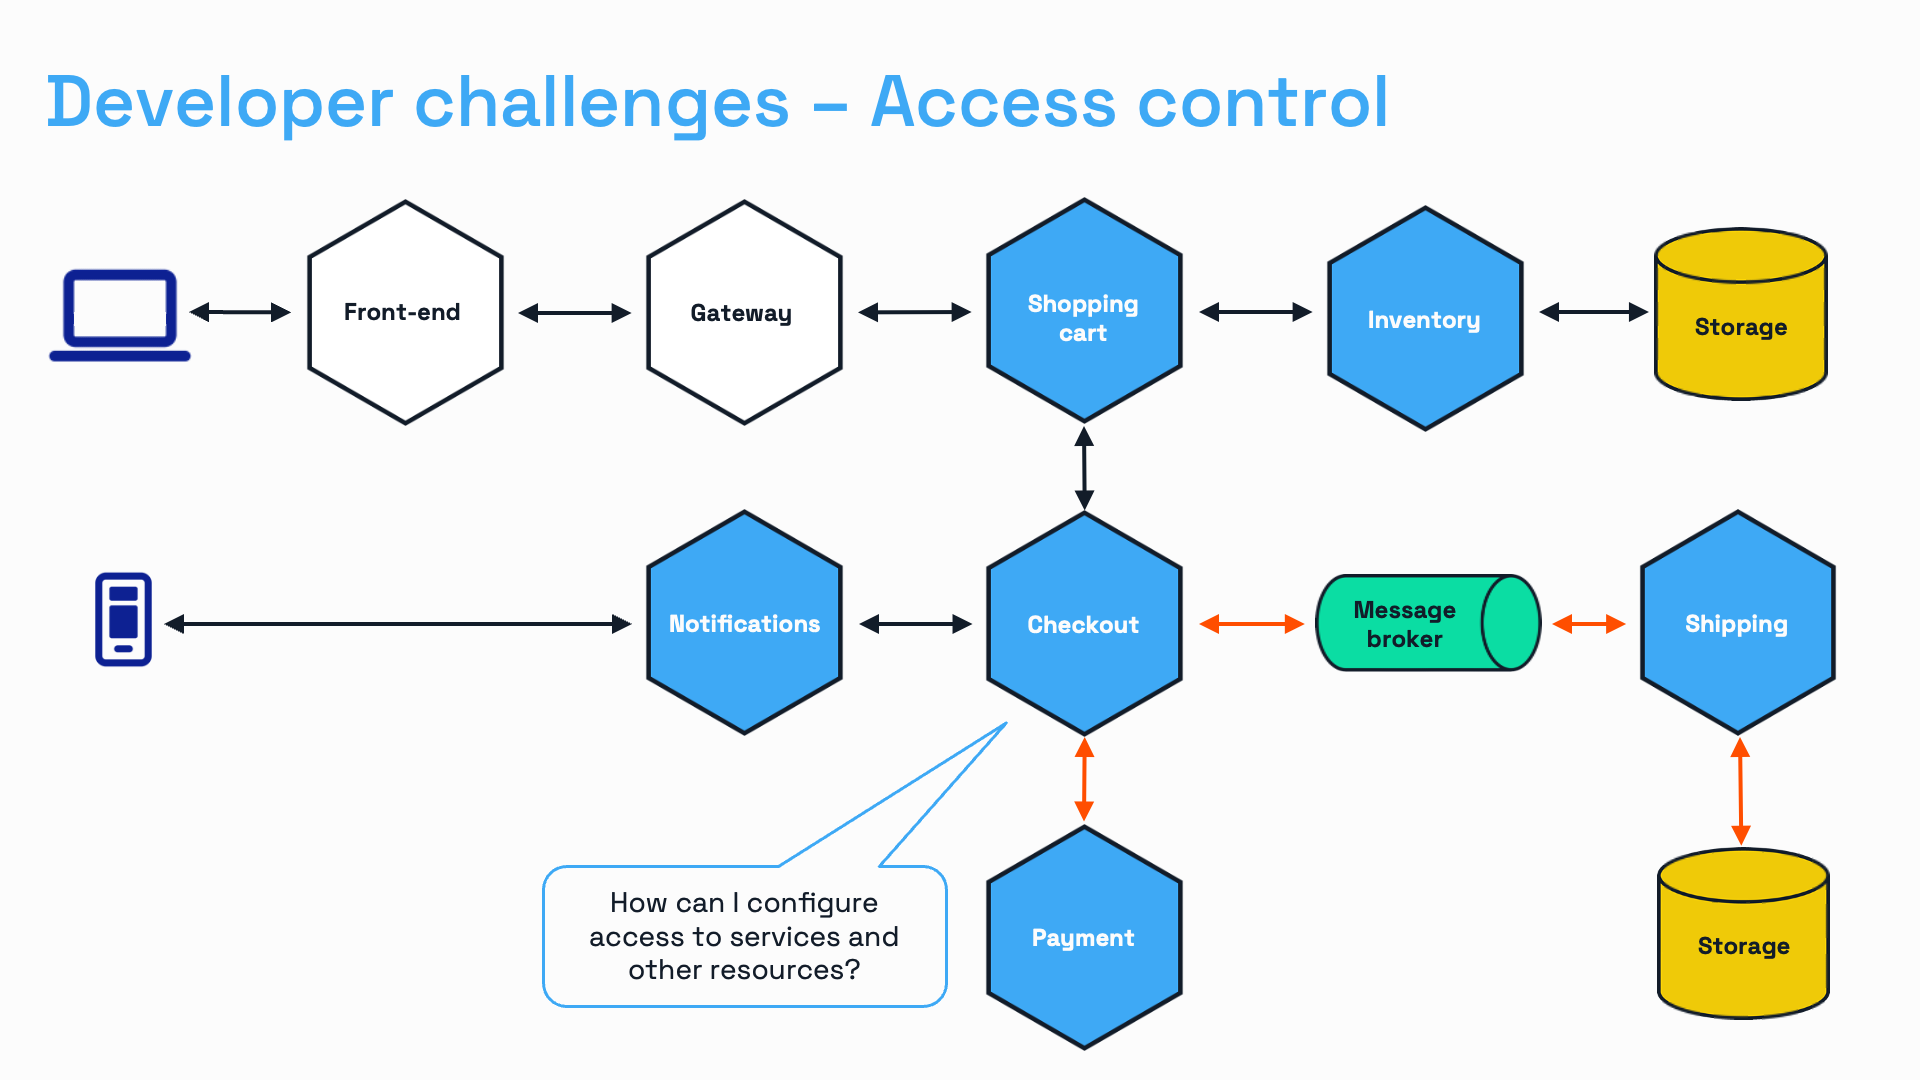 Developer challenges – Access control
Front-end
Gateway
Shopping
cart
Inventory
Storage
Notifications
Checkout
Message
broker
Shipping
How can I configure
access to services and
other resources?
Payment
Storage